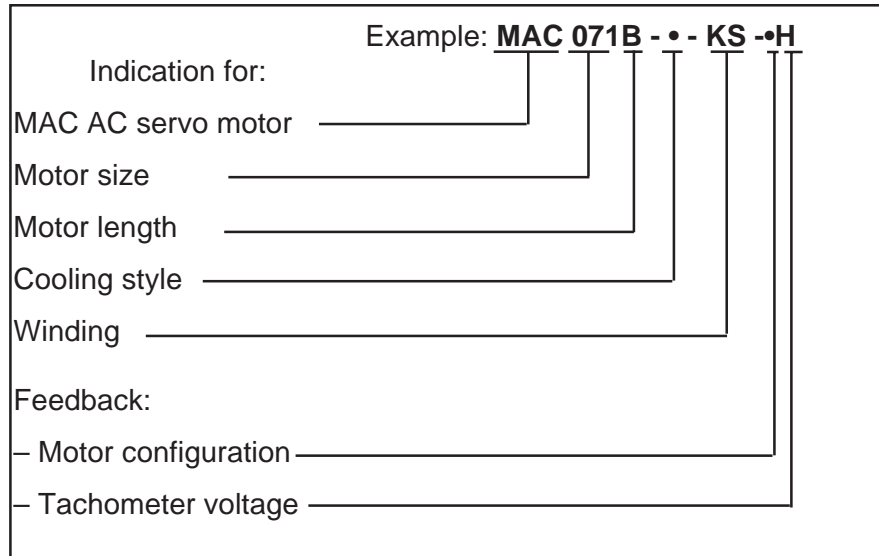 Example: MAC 071B - • - KS -•H
Indication for:
MAC AC servo motor
Motor size
Motor length
Cooling style
Winding
Feedback:
– Motor configuration
– Tachometer voltage